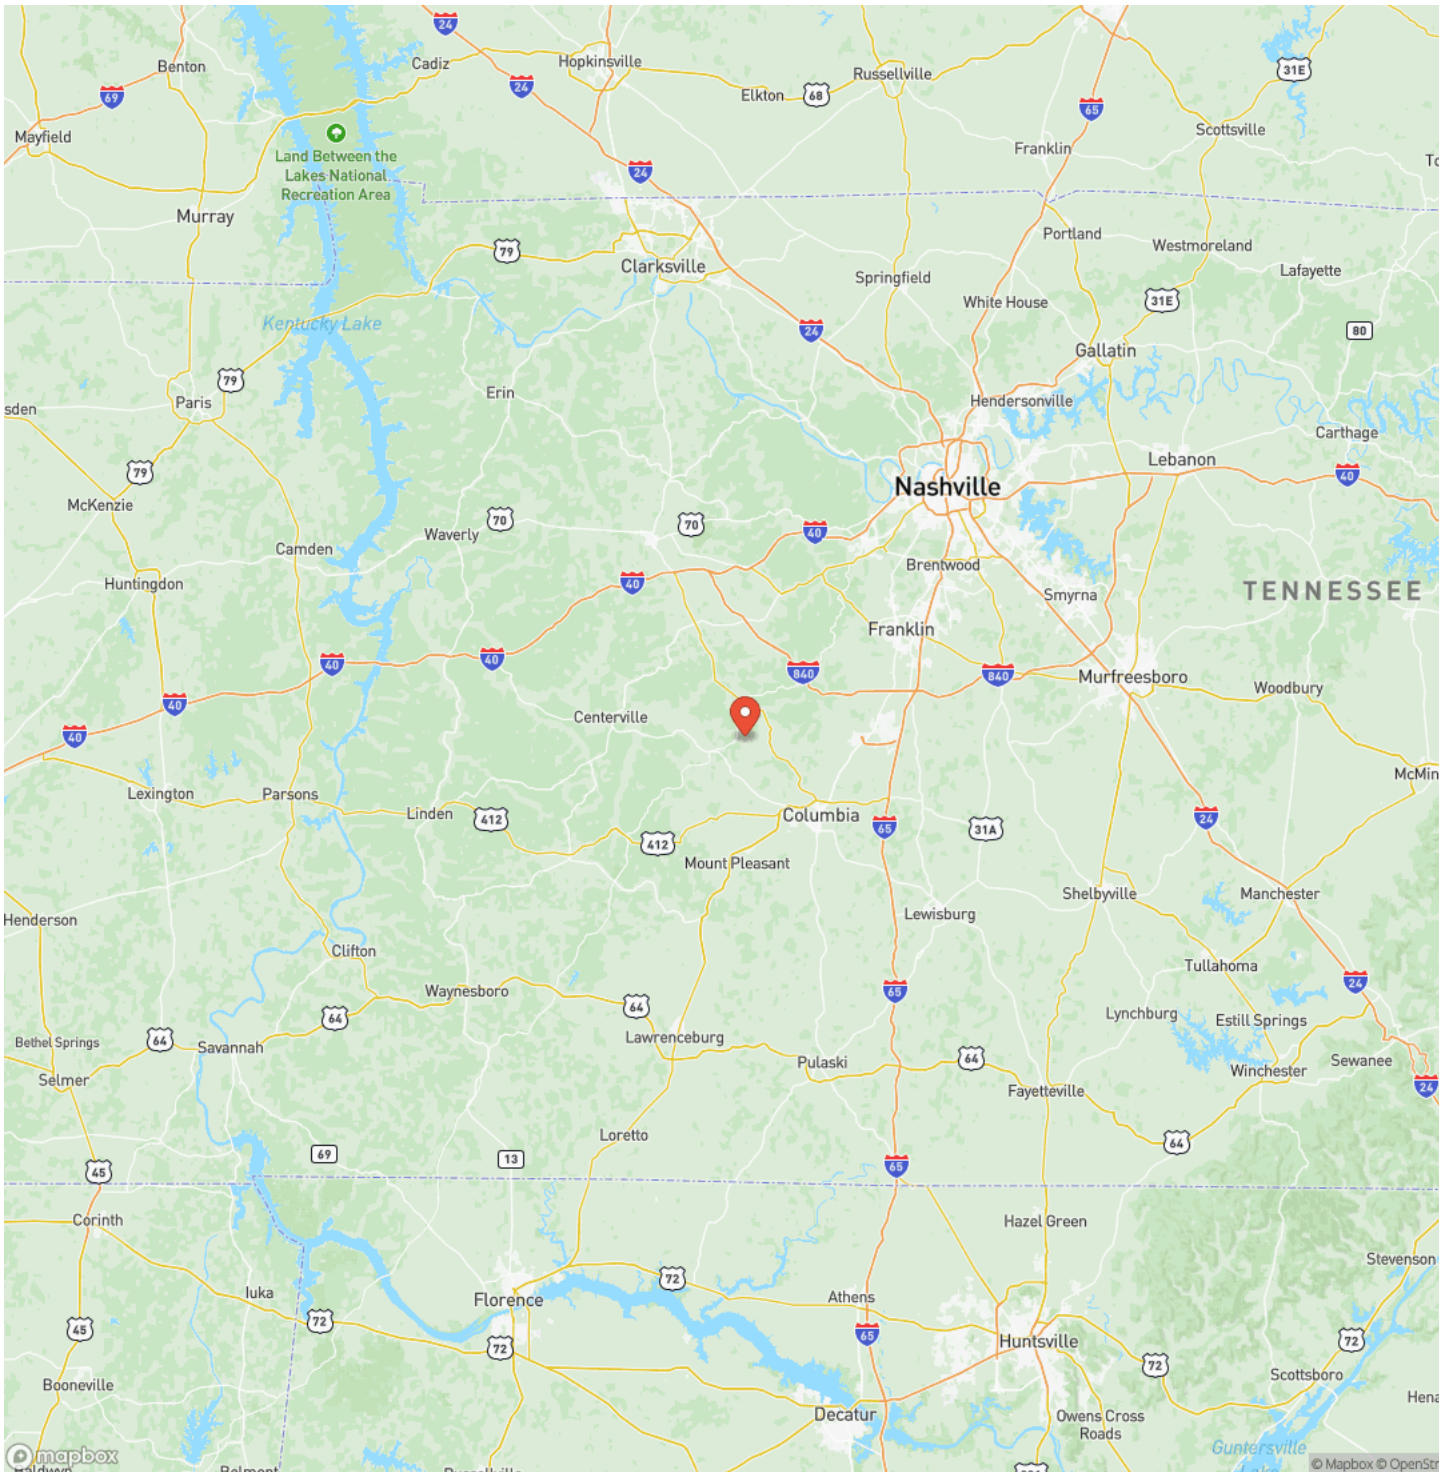 24
Benton
Cadiz
Hopkinsville
Russellville
31E
69
24
Elkton
68
65
Mayfield
Scottsville
Land Between the
Lakes National
Recreation Area
24
Franklin
Murray
79
Portland
Westmoreland
Clarksville
Springfield
Lafayette
White House
31E
Kentucky Lake
24
80
Gallatin
79
Paris
Erin
Hendersonville
sden
Carthage
79
Nashville
Lebanon
40
McKenzie
70
70
40
Waverly
Camden
Brentwood
Huntingdon
40
Smyrna
TENNESSEE
Franklin
40
40
840
840
Murfreesboro
Woodbury
40
Centerville
40
McMin
Lexington
Parsons
Linden
412
Columbia
65
31A
24
412
Mount Pleasant
Shelbyville
Manchester
Henderson
Lewisburg
Clifton
Tullahoma
Waynesboro
65
24
64
64
Lynchburg
Estill Springs
Bethel Springs
64
Savannah
Lawrenceburg
Pulaski
64
Sewanee
Selmer
Winchester
Fayetteville
24
Loretto
64
69
13
65
45
Corinth
Hazel Green
Stevenson
72
Iuka
Florence
Athens
45
72
65
Huntsville
72
72
72
Booneville
Scottsboro
Hena
Decatur
Owens Cross
Roads
Guntersville
mapbox
© Mapbox © OpenStr